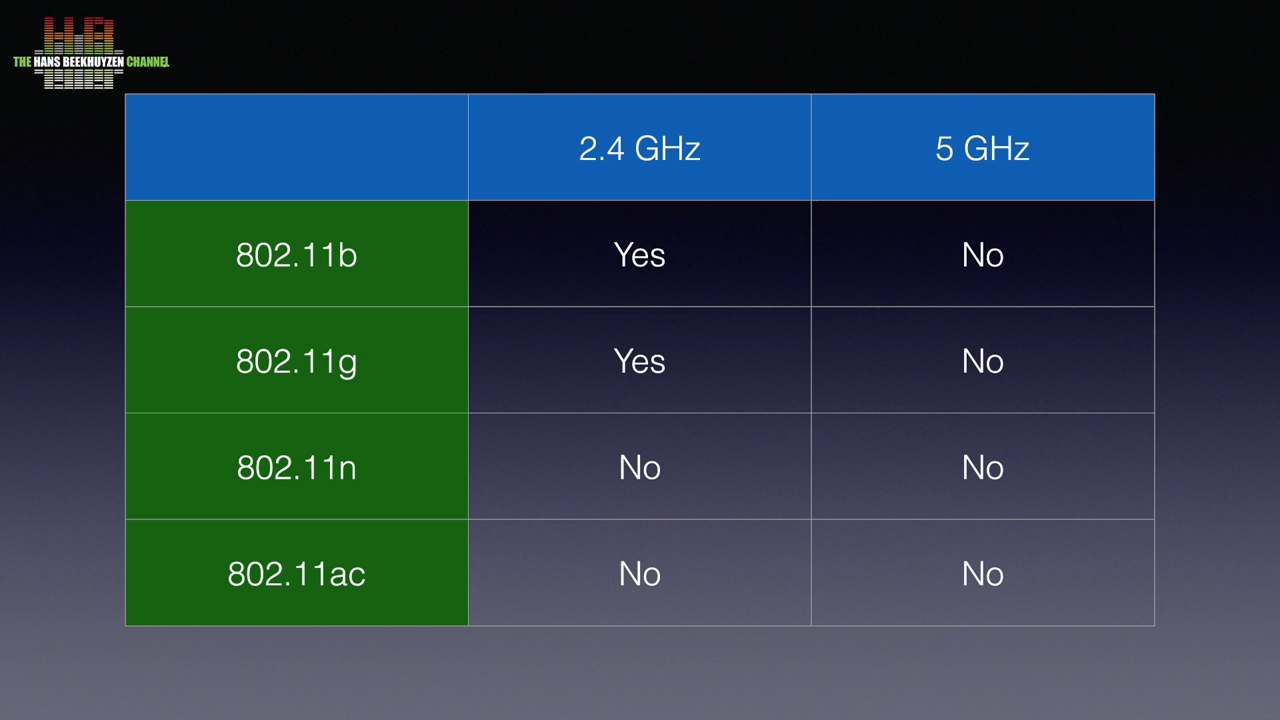 THE HANS BEEKHUYZEN CHANNEL
2.4 GHz 5 GHz
802.11b Yes No
802.11g Yes No
802.11n No No
802.11ac No No